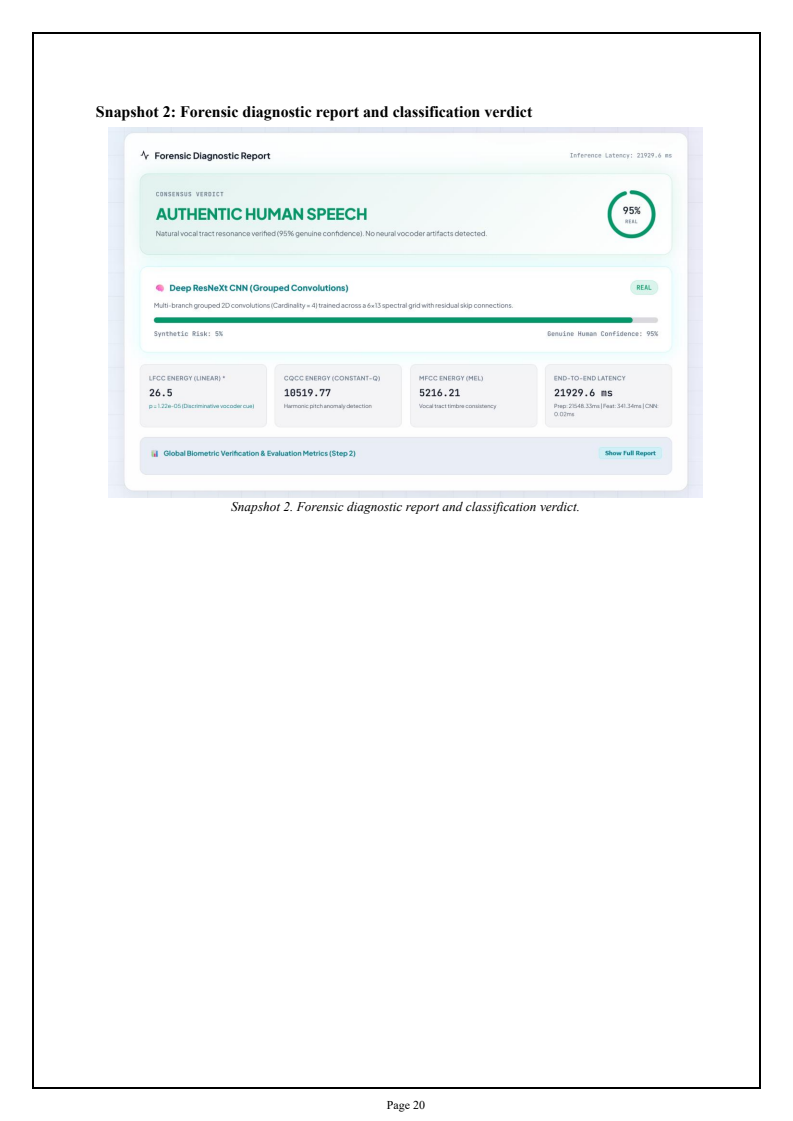 Snapshot 2: Forensic diagnostic report and classification verdict
Forensic Diagnostic Report
Inference Latency: 21929.6 ms
CONSENSUS VERDICT
AUTHENTIC HUMAN SPEECH
Natural vocal tract resonance verified (95% genuine confidence). No neural vocoder artifacts detected.
95%
REAL
Deep ResNeXt CNN (Grouped Convolutions)
REAL
Multi-branch grouped 2D convolutions (Cardinality = 4) trained across a 6×13 spectral grid with residual skip connections.
Synthetic Risk: 5%
Genuine Human Confidence: 95%
LFCC ENERGY (LINEAR) *
26.5
p = 1.22e-05 (Discriminative vocoder cue)
CQCC ENERGY (CONSTANT-Q)
10519.77
Harmonic pitch anomaly detection
MFCC ENERGY (MEL)
5216.21
Vocal tract timbre consistency
END-TO-END LATENCY
21929.6 ms
Prep: 21548.33ms | Feat: 341.34ms | CNN:
0.02ms
Global Biometric Verification & Evaluation Metrics (Step 2)
Show Full Report
Snapshot 2. Forensic diagnostic report and classification verdict.
Page 20